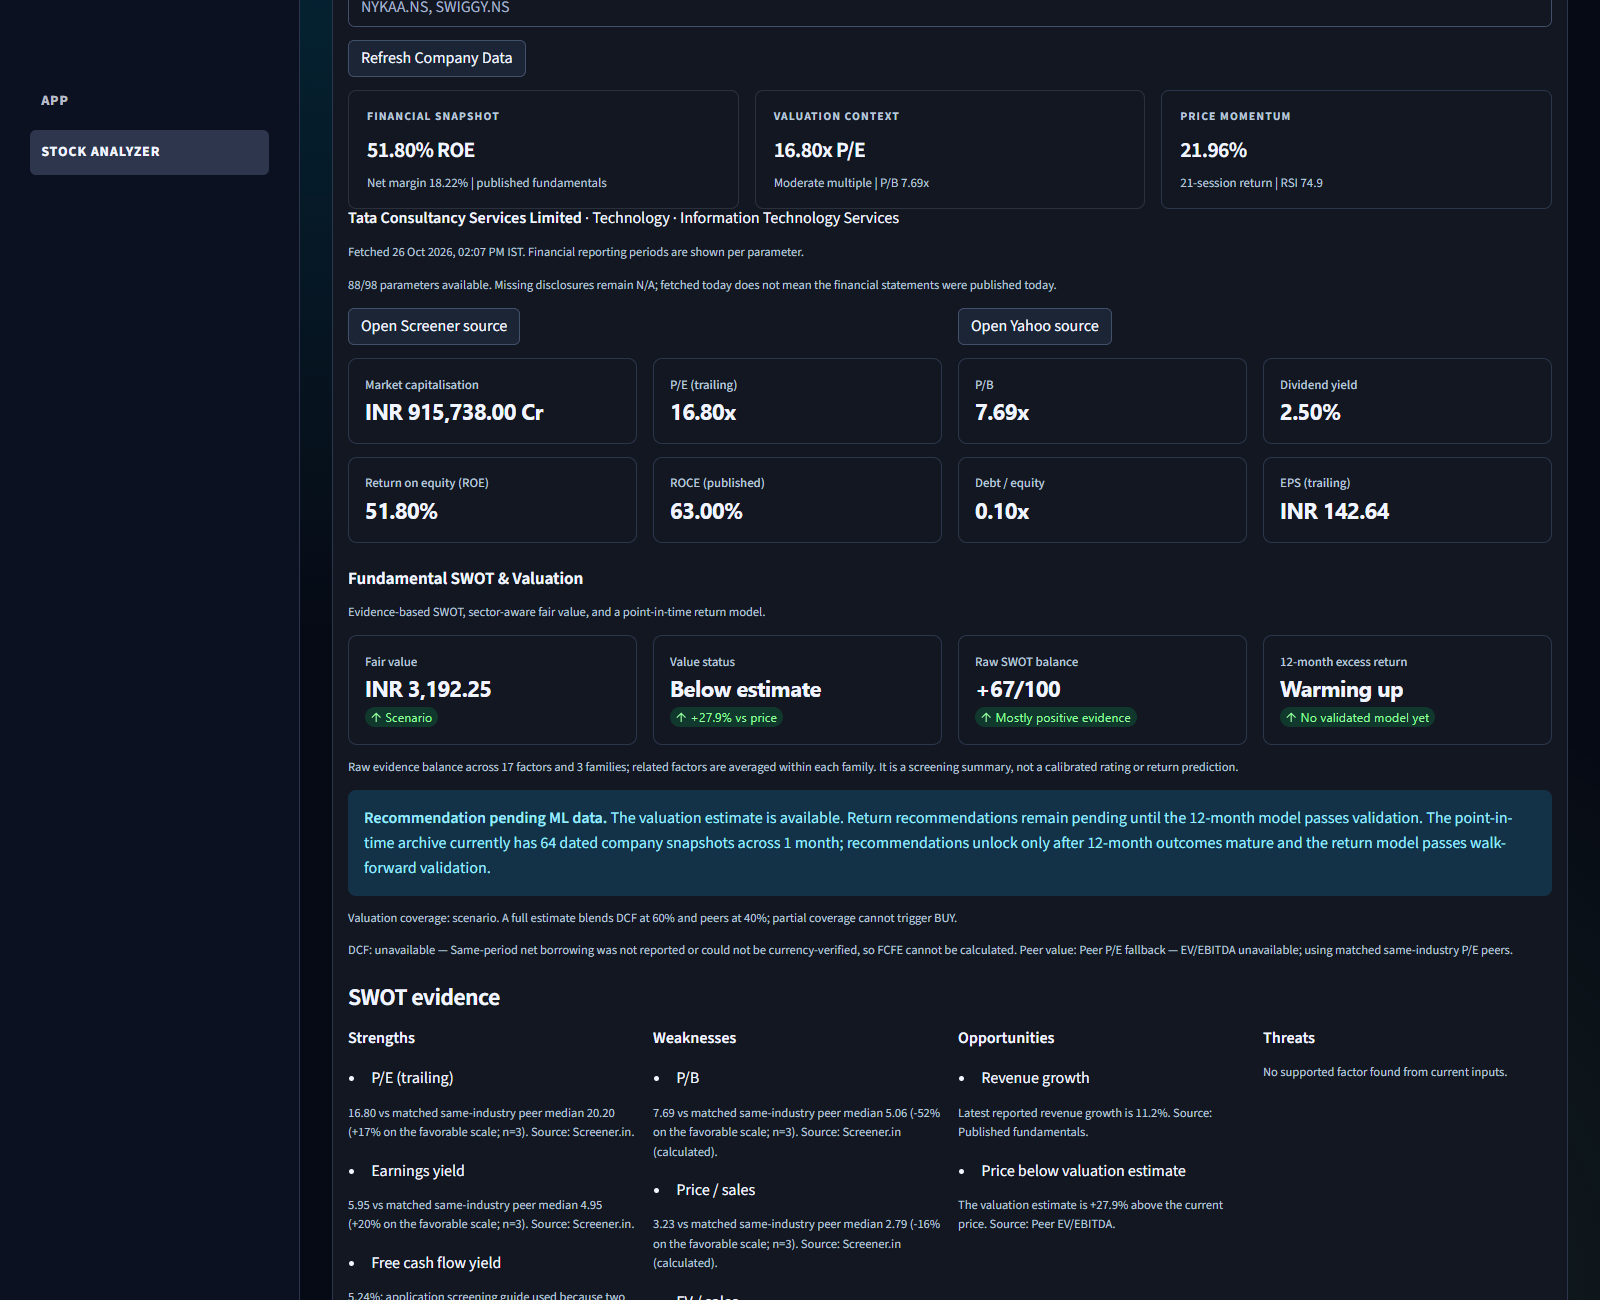 NYKAA.NS, SWIGGY.NS
Refresh Company Data
APP
STOCK ANALYZER
FINANCIAL SNAPSHOT
51.80% ROE
Net margin 18.22% | published fundamentals
VALUATION CONTEXT
16.80x P/E
Moderate multiple | P/B 7.69x
PRICE MOMENTUM
21.96%
21-session return | RSI 74.9
Tata Consultancy Services Limited · Technology · Information Technology Services
Fetched 26 Oct 2026, 02:07 PM IST. Financial reporting periods are shown per parameter.
88/98 parameters available. Missing disclosures remain N/A; fetched today does not mean the financial statements were published today.
Open Screener source
Open Yahoo source
Market capitalisation
INR 915,738.00 Cr
P/E (trailing)
16.80x
P/B
7.69x
Dividend yield
2.50%
Return on equity (ROE)
51.80%
ROCE (published)
63.00%
Debt / equity
0.10x
EPS (trailing)
INR 142.64
Fundamental SWOT & Valuation
Evidence-based SWOT, sector-aware fair value, and a point-in-time return model.
Fair value
INR 3,192.25
↑ Scenario
Value status
Below estimate
↑ +27.9% vs price
Raw SWOT balance
+67/100
↑ Mostly positive evidence
12-month excess return
Warming up
↑ No validated model yet
Raw evidence balance across 17 factors and 3 families; related factors are averaged within each family. It is a screening summary, not a calibrated rating or return prediction.
Recommendation pending ML data. The valuation estimate is available. Return recommendations remain pending until the 12-month model passes validation. The point-in-
time archive currently has 64 dated company snapshots across 1 month; recommendations unlock only after 12-month outcomes mature and the return model passes walk-
forward validation.
Valuation coverage: scenario. A full estimate blends DCF at 60% and peers at 40%; partial coverage cannot trigger BUY.
DCF: unavailable — Same-period net borrowing was not reported or could not be currency-verified, so FCFE cannot be calculated. Peer value: Peer P/E fallback — EV/EBITDA unavailable; using matched same-industry P/E peers.
SWOT evidence
Strengths
• P/E (trailing)
16.80 vs matched same-industry peer median 20.20
(+17% on the favorable scale; n=3). Source: Screener.in.
• Earnings yield
5.95 vs matched same-industry peer median 4.95
(+20% on the favorable scale; n=3). Source: Screener.in.
• Free cash flow yield
5.24%; application screening guide used because two
Weaknesses
• P/B
7.69 vs matched same-industry peer median 5.06 (-52%
on the favorable scale; n=3). Source: Screener.in
(calculated).
• Price / sales
3.23 vs matched same-industry peer median 2.79 (-16%
on the favorable scale; n=3). Source: Screener.in
(calculated).
• EV / sales
Opportunities
• Revenue growth
Latest reported revenue growth is 11.2%. Source:
Published fundamentals.
• Price below valuation estimate
The valuation estimate is +27.9% above the current
price. Source: Peer EV/EBITDA.
Threats
No supported factor found from current inputs.